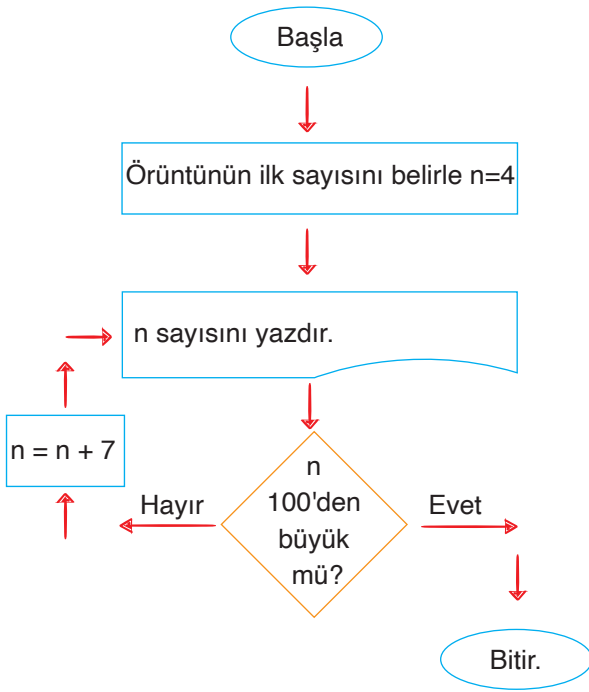 Başla
Örüntünün ilk sayısını belirle n=4
n sayısını yazdır.
n = n + 7
n
100'den
büyük
mü?
Hayır
Evet
Bitir.